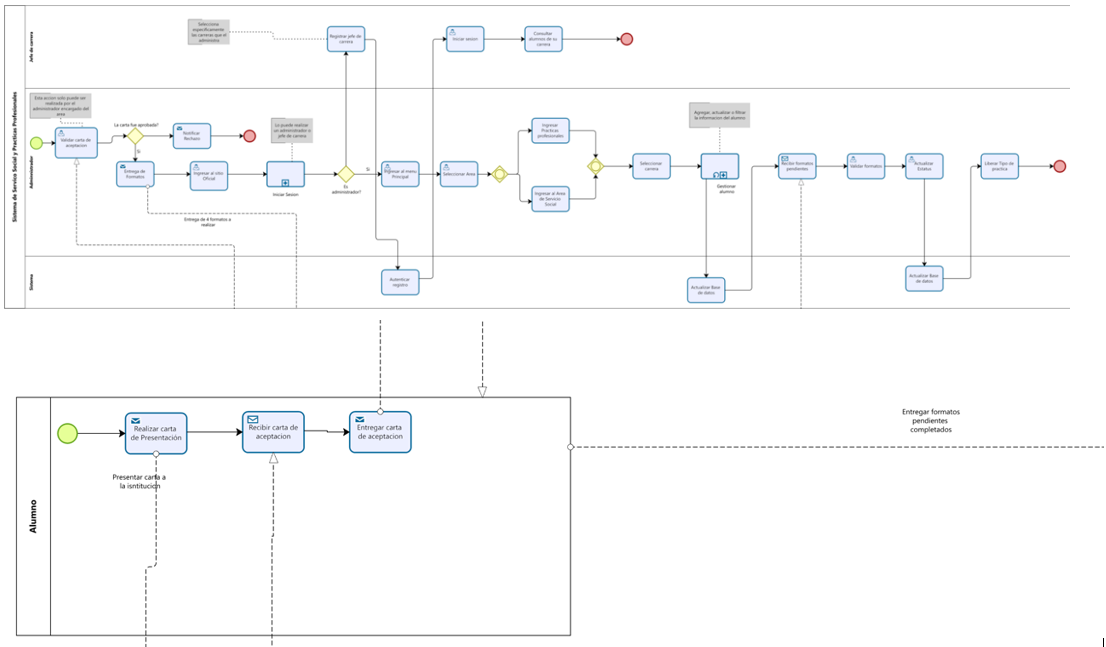 Sistema de Servicio Social y Practicas Profesionales
Jefe de carrera
Selecciona
especificamente
las carreras que el
administra
Registrar jefe de
carrera
Iniciar sesion
Consultar
alumnos de su
carrera
Administrador
Esta accion solo puede ser
realizada por el
administrador encargado del
area
Validar carta de
aceptacion
La carta fue aprobada?
Notificar
Rechazo
Si
Entrega de
Formatos
Ingresar al sitio
Oficial
Lo puede realizar
un administrador o
jefe de carrera
Iniciar Sesion
Es
administrador?
Si
Ingresar al menu
Principal
Seleccionar Area
Ingresar
Practicas
profesionales
Ingresar al Area
de Servicio
Social
Seleccionar
carrera
Agregar, actualizar o filtrar
la informacion del alumno
Gestionar
alumno
Recibir formatos
pendientes
Validar formatos
Actualizar
Estatus
Liberar Tipo de
practica
Entrega de 4 formatos a
realizar
Sistema
Autenticar
registro
Actualizar Base
de datos
Actualizar Base
de datos
Alumno
Realizar carta
de Presentación
Recibir carta de
aceptacion
Entregar carta
de aceptacion
Presentar carta a
la isntitucion
Entregar formatos
pendientes
completados